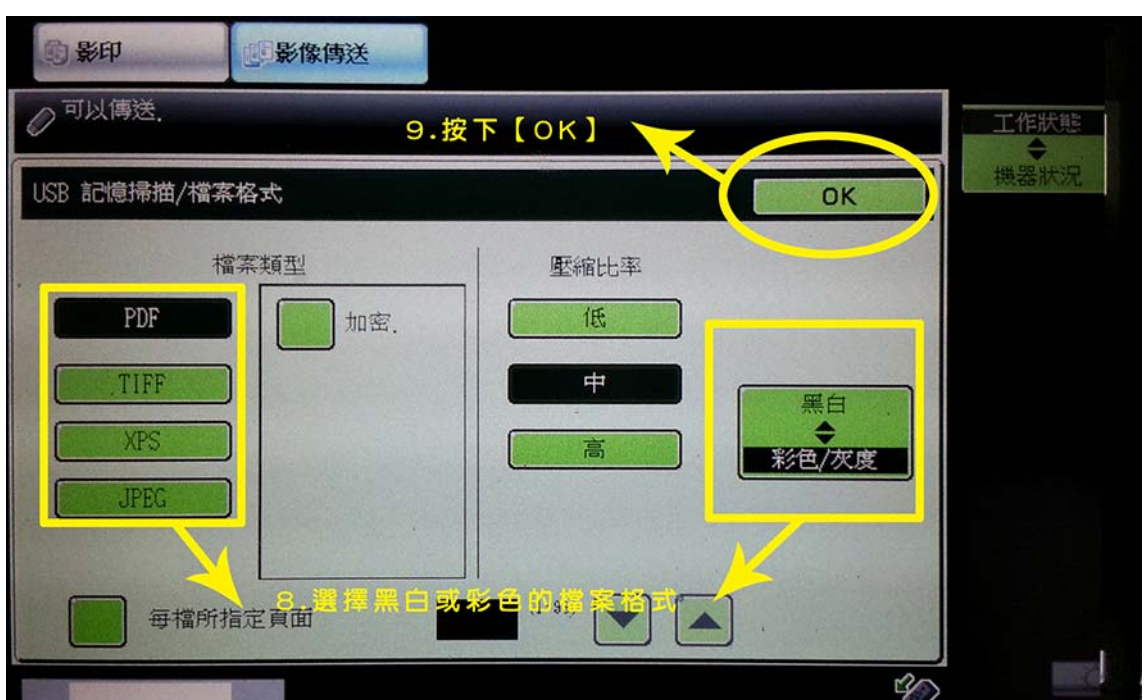 影印
影像傳送
可以傳送.
9.按下【OK】
工作狀態
機器狀況
USB 記憶掃描/檔案格式
OK
檔案類型
壓縮比率
PDF
加密.
低
TIFF
中
黑白
XPS
高
彩色/灰度
JPEG
8.選擇黑白或彩色的檔案格式
每檔所指定頁面